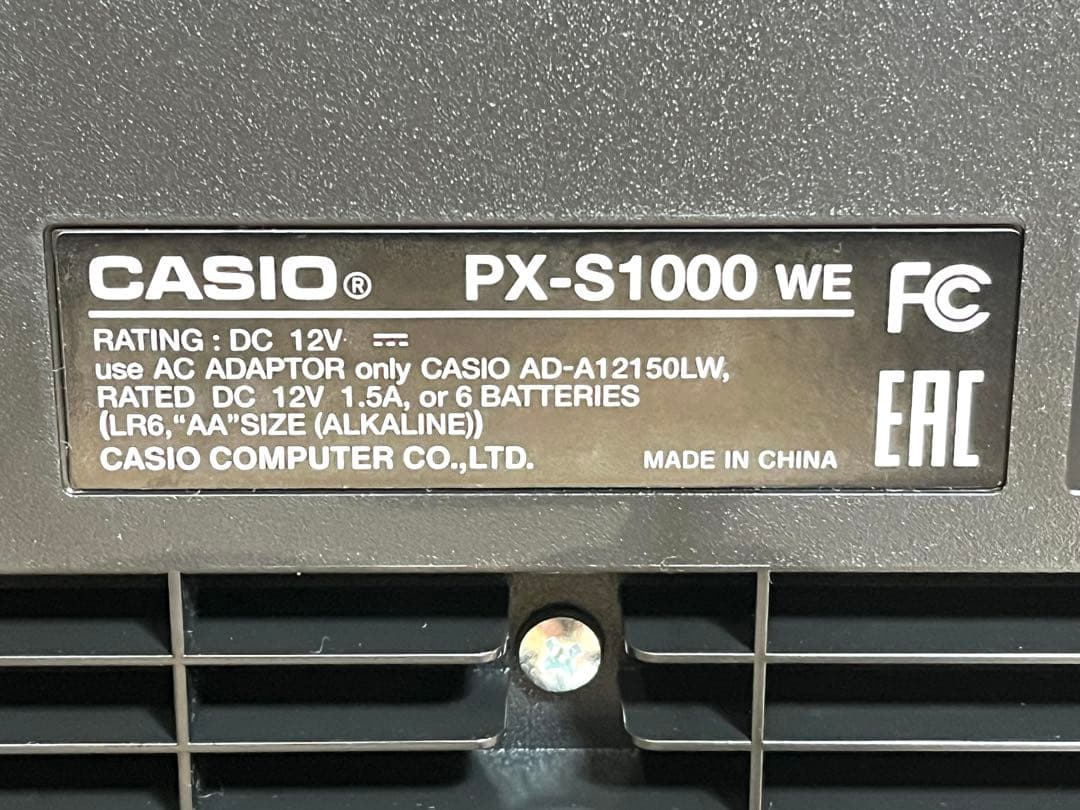 CASIO® PX-S1000 WE
FC
RATING : DC 12V ⎓
use AC ADAPTOR only CASIO AD-A12150LW,
RATED DC 12V 1.5A, or 6 BATTERIES
(LR6,“AA”SIZE (ALKALINE))
CASIO COMPUTER CO.,LTD. MADE IN CHINA
EAC